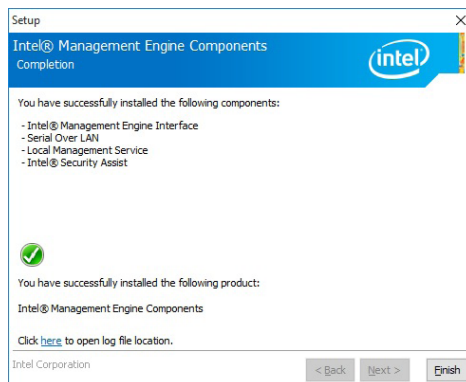 Setup
Intel® Management Engine Components
Completion
intel
You have successfully installed the following components:
- Intel® Management Engine Interface
- Serial Over LAN
- Local Management Service
- Intel® Security Assist
You have successfully installed the following product:
Intel® Management Engine Components
Click here to open log file location.
Intel Corporation
< Back
Next >
Finish